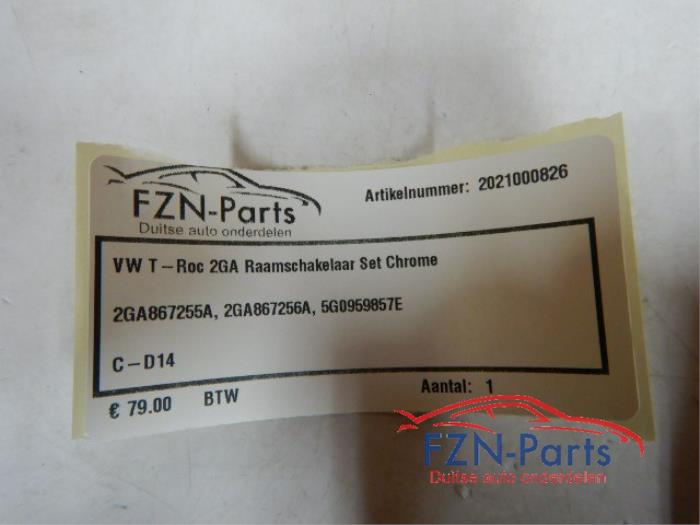 FZN-Parts
Duitse auto onderdelen
Artikelnummer: 2021000826
VW T-Roc 2GA Raamschakelaar Set Chrome
2GA867255A, 2GA867256A, 5G0959857E
C-D14
€ 79.00 BTW
Aantal: 1
FZN-Parts
Duitse auto onderdelen